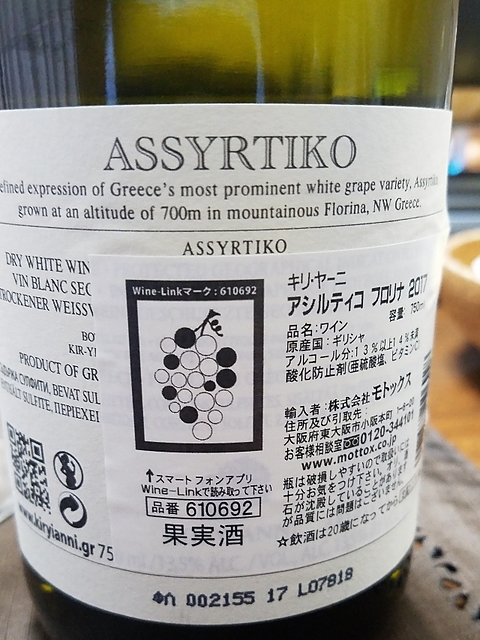 ASSYRTIKO
efined expression of Greece's most prominent white grape variety, Assyrtiko
grown at an altitude of 700m in mountainous Florina, NW Greece.
ASSYRTIKO
DRY WHITE WIN
VIN BLANC SEC
TROCKENER WEISSW
BO
KIR-Y
PRODUCT OF GR
www.kiryianni.gr 75
Wine-Linkマーク:610692
↑スマートフォンアプリ
Wine-Linkで読み取って下さい
品番 610692
果実酒
キリ・ヤーニ
アシルティコ フロリナ 2017
容量 750ml
品名:ワイン
原産国:ギリシャ
アルコール分:13%以上14%未満
酸化防止剤(亜硫酸塩、ビタミンC)
輸入者:株式会社モトックス
住所及び引取先:
大阪府東大阪市小阪本町 1-6-20
お客様相談室 0120-344101
www.mottox.co.jp
瓶は破損しやすいので取扱いには
十分お気をつけ下さい。
☆飲酒は20歳になってから
ΦΛ 002155 17 L07818